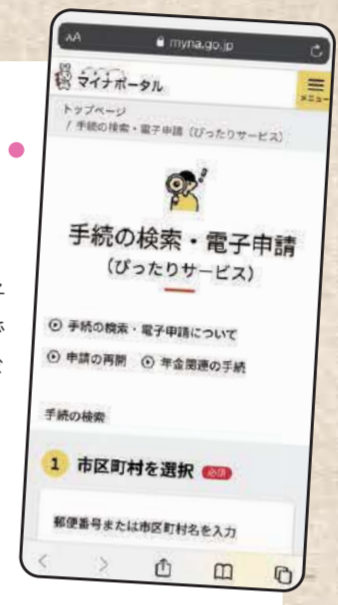 AA
myna.go.jp
マイナポータル
メニュー
トップページ
/ 手続の検索・電子申請（ぴったりサービス）
手続の検索・電子申請
（ぴったりサービス）
手続の検索・電子申請について
申請の再開 年金関連の手続
手続の検索
1 市区町村を選択 必須
郵便番号または市区町村名を入力